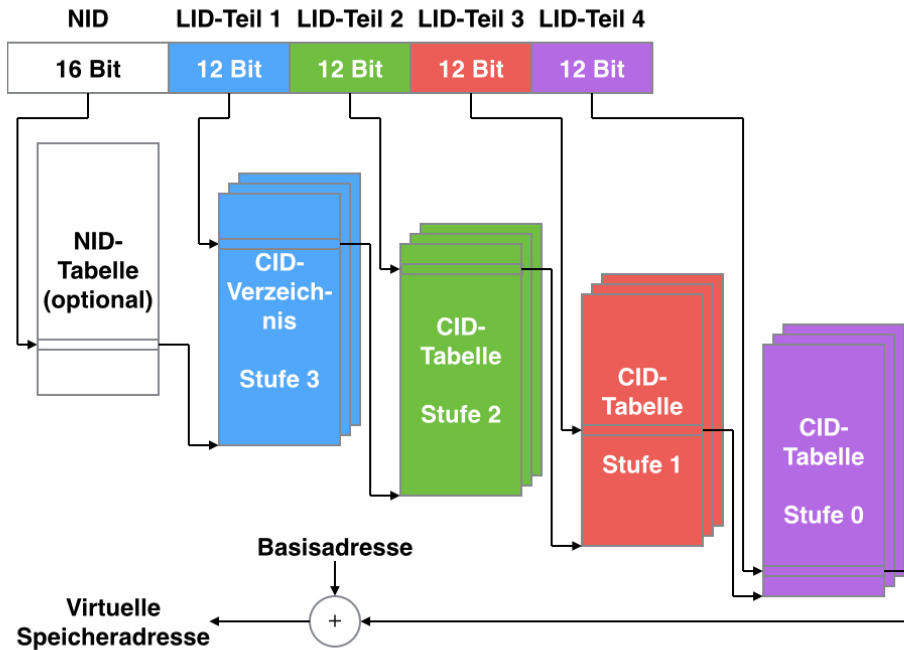 NID LID-Teil 1 LID-Teil 2 LID-Teil 3 LID-Teil 4
16 Bit 12 Bit 12 Bit 12 Bit 12 Bit
NID-
Tabelle
(optional)
CID-
Verzeich-
nis
Stufe 3
CID-
Tabelle
Stufe 2
CID-
Tabelle
Stufe 1
CID-
Tabelle
Stufe 0
Basisadresse
+
Virtuelle
Speicheradresse